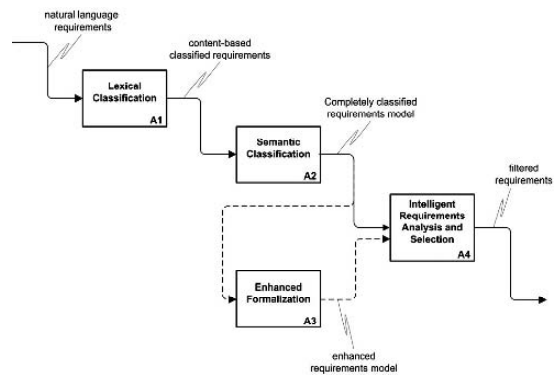 natural language
requirements
content-based
classified requirements
Lexical
Classification
A1
Completely classified
requirements model
Semantic
Classification
A2
filtered
requirements
Intelligent
Requirements
Analysis and
Selection
A4
Enhanced
Formalization
A3
enhanced
requirements model